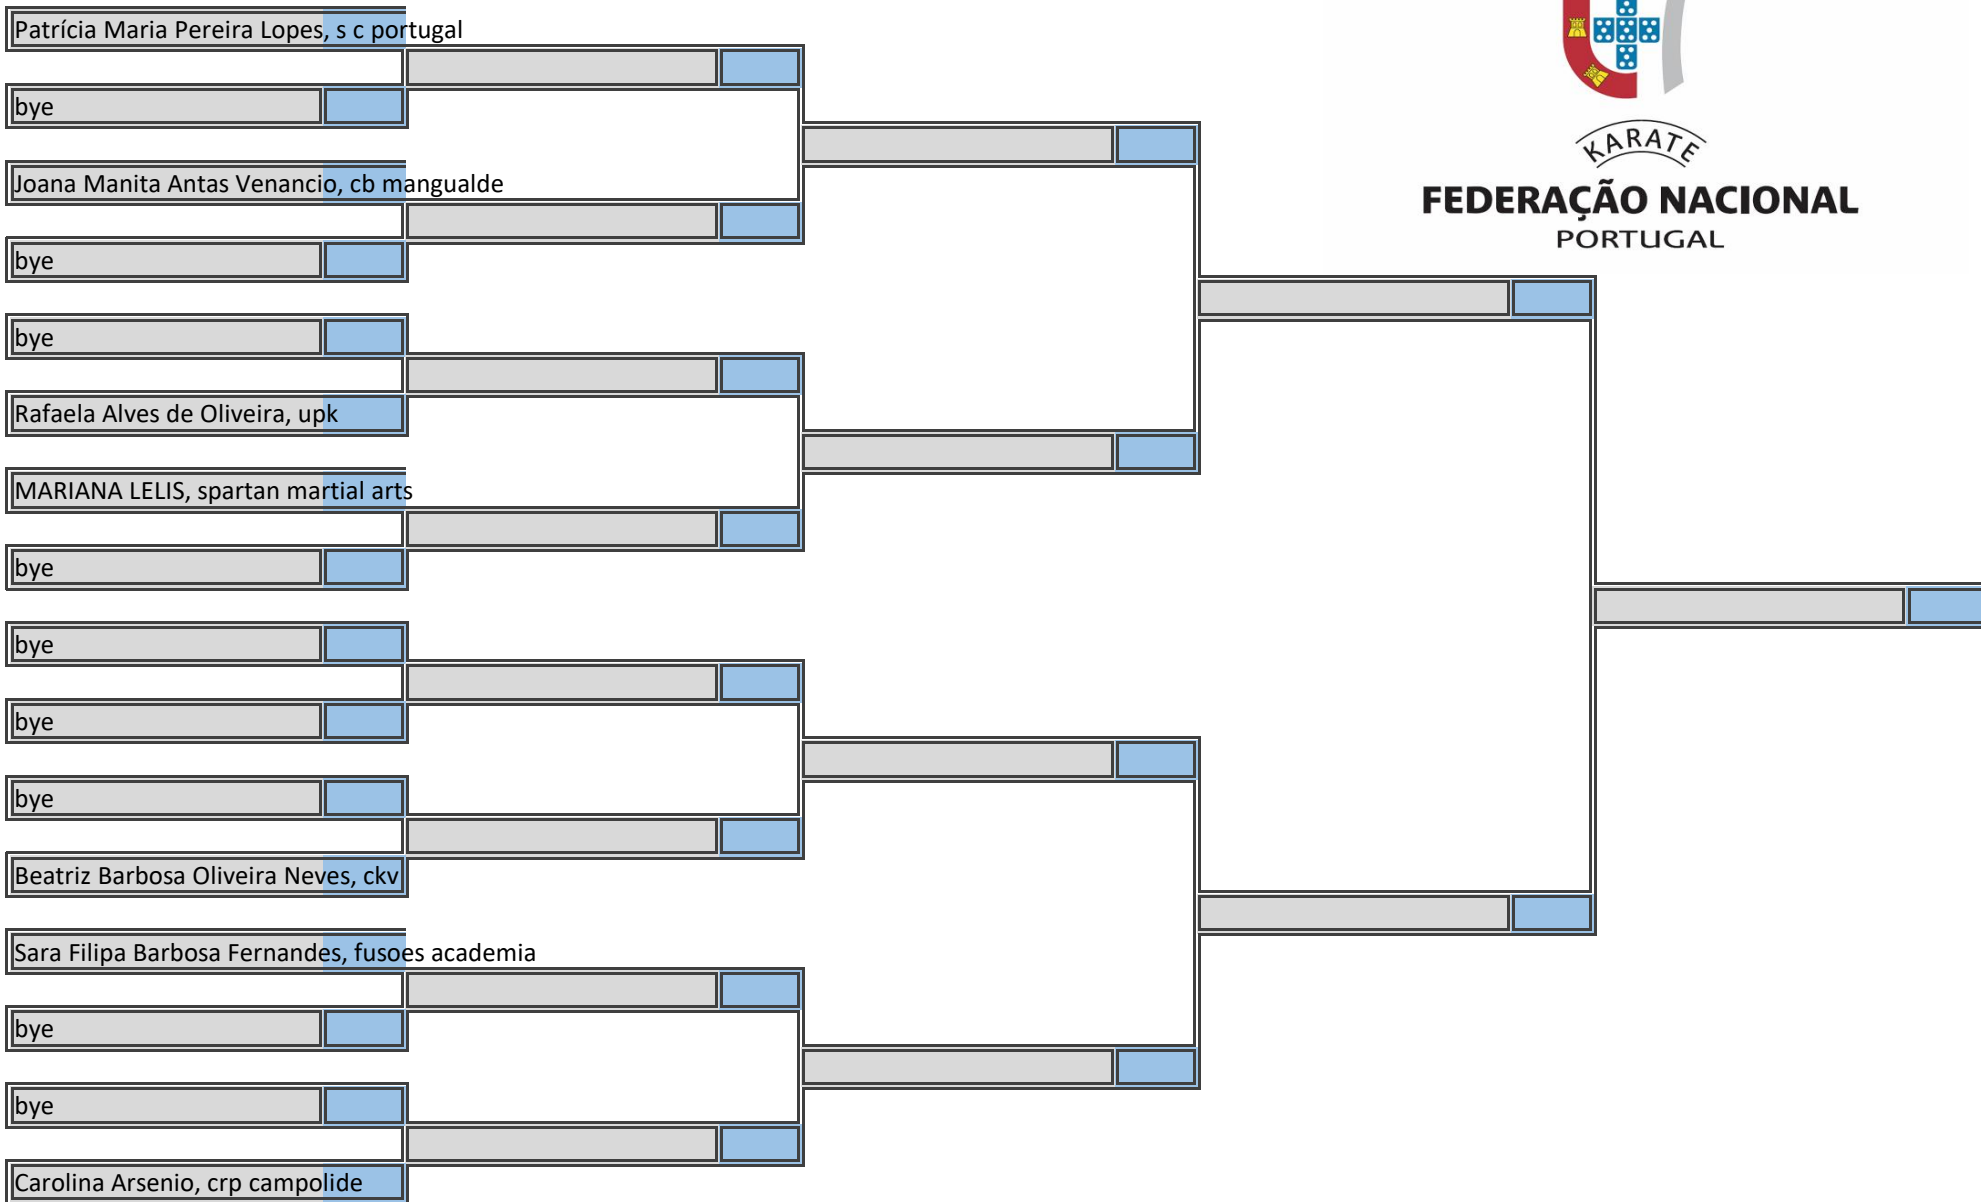 Patrícia Maria Pereira Lopes, s c portugal
bye
Joana Manita Antas Venancio, cb mangualde
bye
bye
Rafaela Alves de Oliveira, upk
MARIANA LELIS, spartan martial arts
bye
bye
bye
bye
Beatriz Barbosa Oliveira Neves, ckv
Sara Filipa Barbosa Fernandes, fusoes academia
bye
bye
Carolina Arsenio, crp campolide
KARATE
FEDERAÇÃO NACIONAL
PORTUGAL